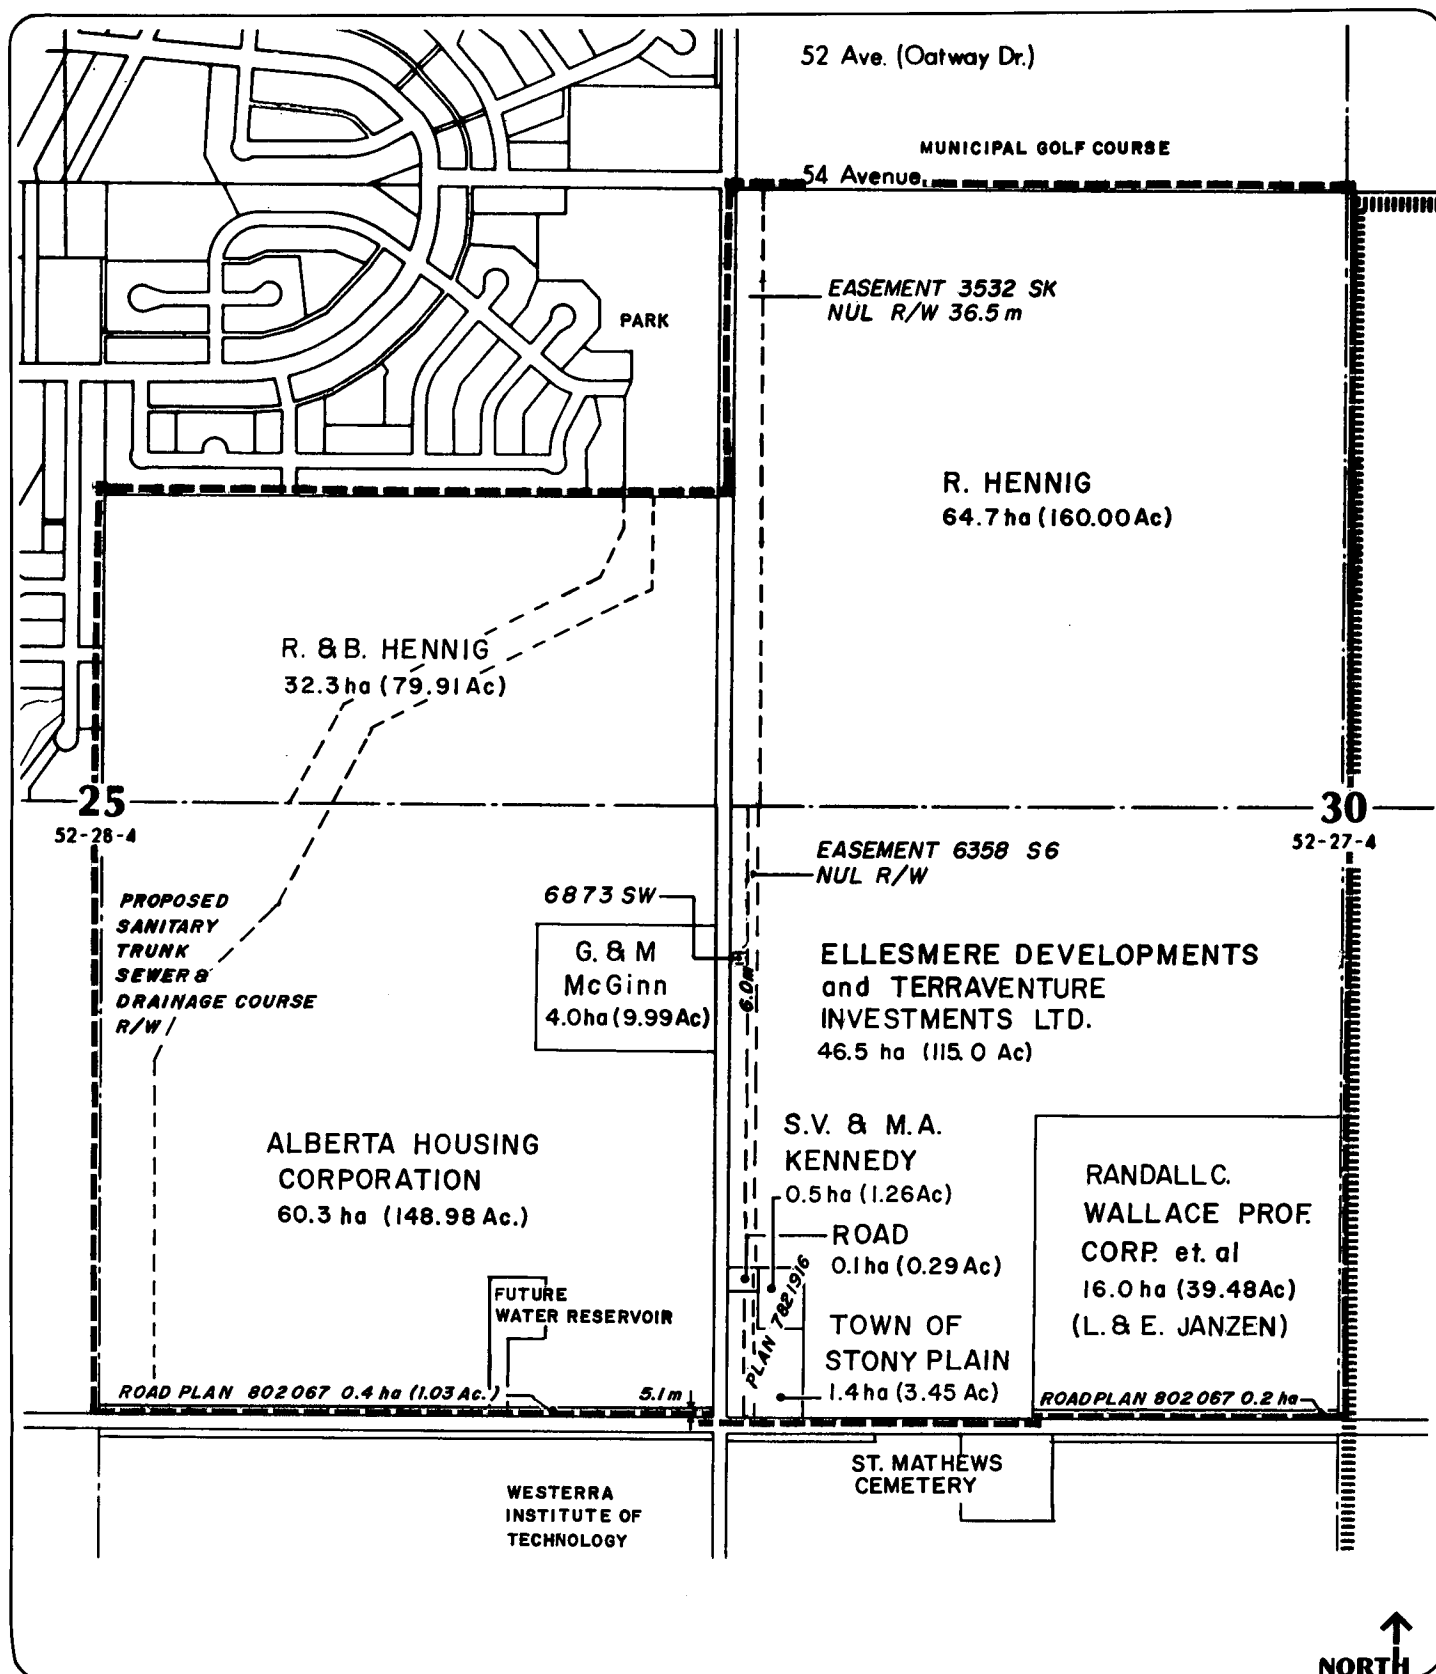 52 Ave. (Oatway Dr.)
MUNICIPAL GOLF COURSE
54 Avenue
EASEMENT 3532 SK
NUL R/W 36.5 m
PARK
R. HENNIG
64.7 ha (160.00 Ac)
R. & B. HENNIG
32.3 ha (79.91 Ac)
25
52-28-4
30
52-27-4
EASEMENT 6358 S6
NUL R/W
6873 SW
PROPOSED
SANITARY
TRUNK
SEWER &
DRAINAGE COURSE
R/W
G. & M
McGinn
4.0 ha (9.99 Ac)
6.0m
ELLESMERE DEVELOPMENTS
and TERRAVENTURE
INVESTMENTS LTD.
46.5 ha (115.0 Ac)
ALBERTA HOUSING
CORPORATION
60.3 ha (148.98 Ac.)
S.V. & M.A.
KENNEDY
0.5 ha (1.26 Ac)
ROAD
0.1 ha (0.29 Ac)
PLAN 782 1916
RANDALL C.
WALLACE PROF.
CORP. et. al
16.0 ha (39.48 Ac)
(L. & E. JANZEN)
FUTURE
WATER RESERVOIR
TOWN OF
STONY PLAIN
1.4 ha (3.45 Ac)
ROAD PLAN 802 067 0.4 ha (1.03 Ac.)
5.1 m
ROAD PLAN 802 067 0.2 ha
ST. MATHEWS
CEMETERY
WESTERRA
INSTITUTE OF
TECHNOLOGY
NORTH